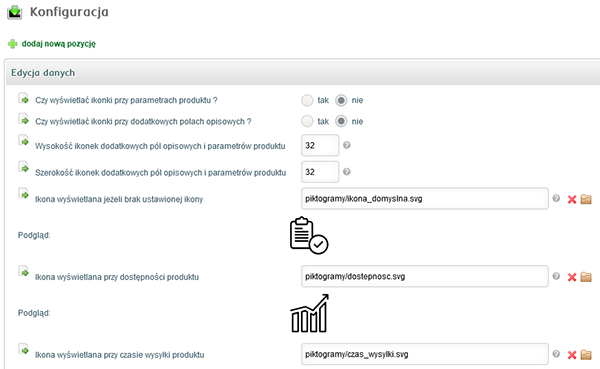 Konfiguracja
dodaj nową pozycję
Edycja danych
Czy wyświetlać ikonki przy parametrach produktu ? tak nie
Czy wyświetlać ikonki przy dodatkowych polach opisowych ? tak nie
Wysokość ikonek dodatkowych pól opisowych i parametrów produktu 32
Szerokość ikonek dodatkowych pól opisowych i parametrów produktu 32
Ikona wyświetlana jeżeli brak ustawionej ikony piktogramy/ikona_domyslna.svg
Podgląd:
Ikona wyświetlana przy dostępności produktu piktogramy/dostepnosc.svg
Podgląd:
Ikona wyświetlana przy czasie wysyłki produktu piktogramy/czas_wysylki.svg